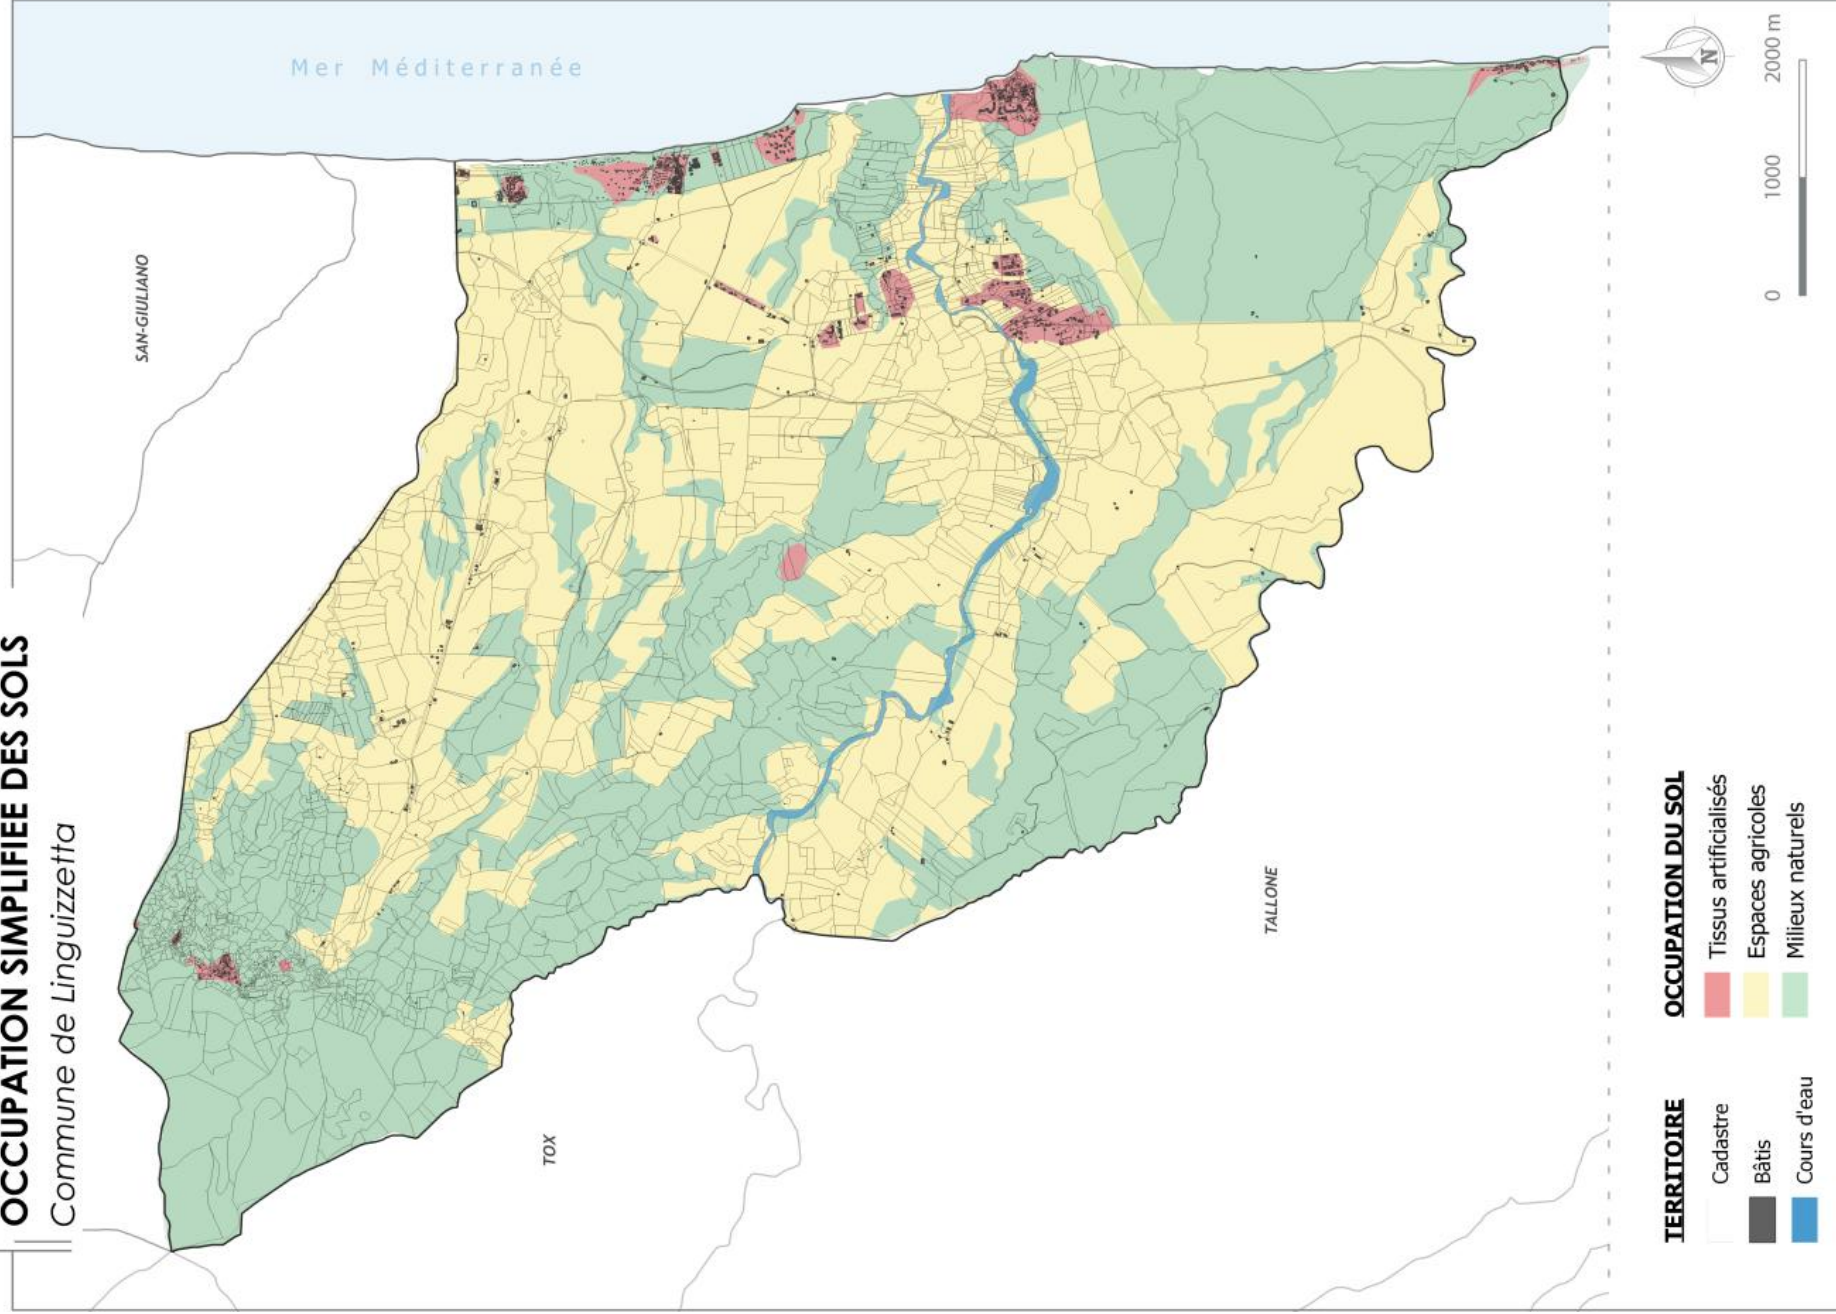 OCCUPATION SIMPLIFIEE DES SOLS
Commune de Linguizzetta
Mer Méditerranée
SAN-GIULIANO
TOX
TALLONE
TERRITOIRE
Cadastre
Bâtis
Cours d'eau
OCCUPATION DU SOL
Tissus artificialisés
Espaces agricoles
Milieux naturels
0 1000 2000 m
N